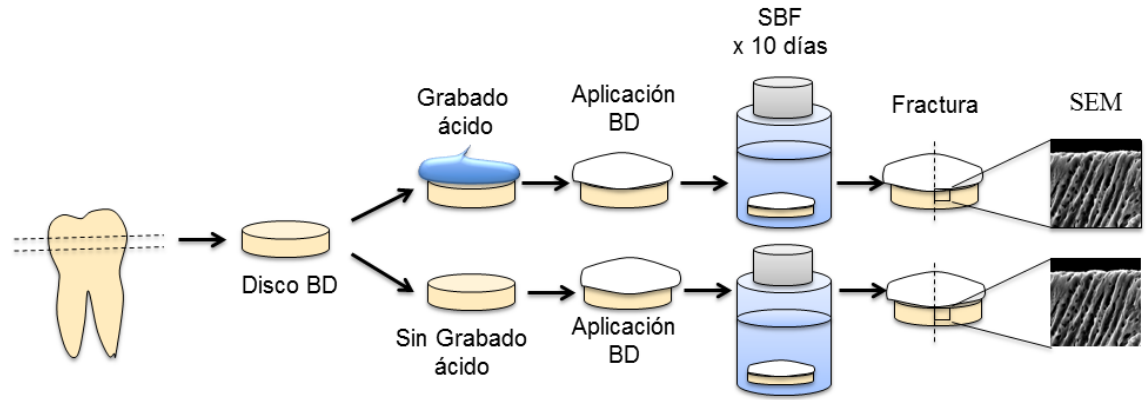 SBF
x 10 días
Grabado
ácido
Aplicación
BD
Fractura
SEM
Disco BD
Sin Grabado
ácido
Aplicación
BD